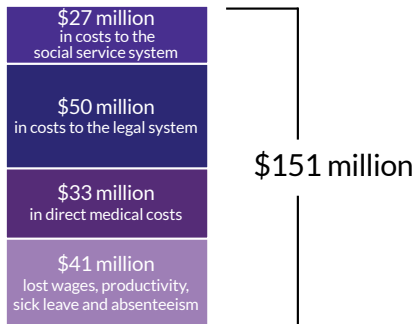 $27 million
in costs to the
social service system
$50 million
in costs to the legal system
$151 million
$33 million
in direct medical costs
$41 million
lost wages, productivity,
sick leave and absenteeism